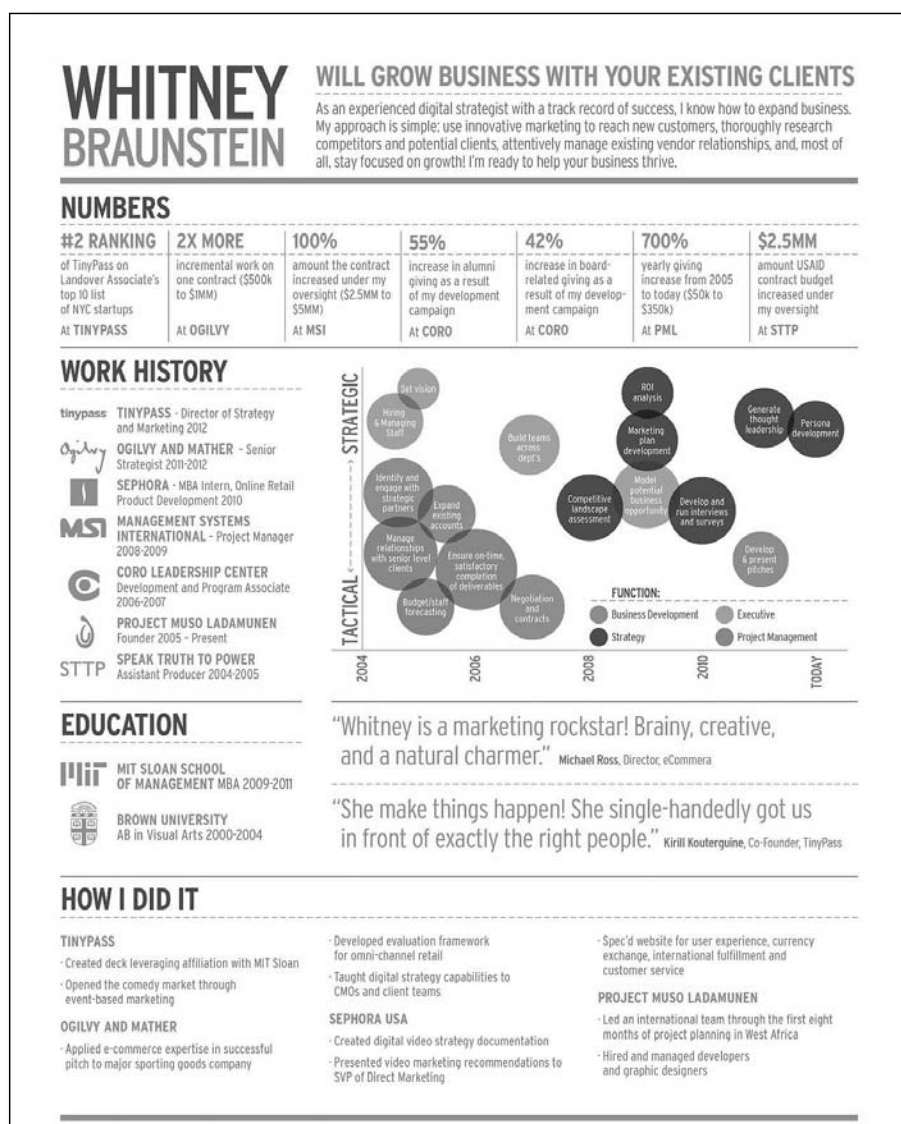 WHITNEY
BRAUNSTEIN
WILL GROW BUSINESS WITH YOUR EXISTING CLIENTS
As an experienced digital strategist with a track record of success, I know how to expand business.
My approach is simple: use innovative marketing to reach new customers, thoroughly research
competitors and potential clients, attentively manage existing vendor relationships, and, most of
all, stay focused on growth! I'm ready to help your business thrive.
NUMBERS
#2 RANKING
of TinyPass on
Landover Associate's
top 10 list
of NYC startups
At TINYPASS
2X MORE
incremental work on
one contract ($500k
to $1MM)
At OGILVY
100%
amount the contract
increased under my
oversight ($2.5MM to
$5MM)
At MSI
55%
increase in alumni
giving as a result
of my development
campaign
At CORO
42%
increase in board-
related giving as a
result of my develop-
ment campaign
At CORO
700%
yearly giving
increase from 2005
to today ($50k to
$350k)
At PML
$2.5MM
amount USAID
contract budget
increased under
my oversight
At STTP
WORK HISTORY
tinypass
TINYPASS - Director of Strategy
and Marketing 2012
Ogilvy
OGILVY AND MATHER - Senior
Strategist 2011-2012
SEPHORA - MBA Intern, Online Retail
Product Development 2010
MSI
MANAGEMENT SYSTEMS
INTERNATIONAL - Project Manager
2008-2009
CORO LEADERSHIP CENTER
Development and Program Associate
2006-2007
PROJECT MUSO LADAMUNEN
Founder 2005 - Present
STTP
SPEAK TRUTH TO POWER
Assistant Producer 2004-2005
TACTICAL <-----> STRATEGIC
Set vision
Hiring
& Managing
Staff
Identify and
engage with
strategic
partners
Expand
existing
accounts
Manage
relationships
with senior level
clients
Ensure on-time,
satisfactory
completion
of deliverables
Budget/staff
forecasting
Negotiation
and
contracts
Build teams
across
dept's
ROI
analysis
Marketing
plan
development
Model
potential
business
opportunity
Competitive
landscape
assessment
Develop and
run interviews
and surveys
Generate
thought
leadership
Persona
development
Develop
& present
pitches
FUNCTION:
Business Development
Executive
Strategy
Project Management
2004
2006
2008
2010
TODAY
EDUCATION
MIT
MIT SLOAN SCHOOL
OF MANAGEMENT MBA 2009-2011
BROWN UNIVERSITY
AB in Visual Arts 2000-2004
"Whitney is a marketing rockstar! Brainy, creative,
and a natural charmer." Michael Ross, Director, eCommera
"She make things happen! She single-handedly got us
in front of exactly the right people." Kirill Kouterguine, Co-Founder, TinyPass
HOW I DID IT
TINYPASS
· Created deck leveraging affiliation with MIT Sloan
· Opened the comedy market through
event-based marketing
OGILVY AND MATHER
· Applied e-commerce expertise in successful
pitch to major sporting goods company
· Developed evaluation framework
for omni-channel retail
· Taught digital strategy capabilities to
CMOs and client teams
SEPHORA USA
· Created digital video strategy documentation
· Presented video marketing recommendations to
SVP of Direct Marketing
· Spec'd website for user experience, currency
exchange, international fulfillment and
customer service
PROJECT MUSO LADAMUNEN
· Led an international team through the first eight
months of project planning in West Africa
· Hired and managed developers
and graphic designers